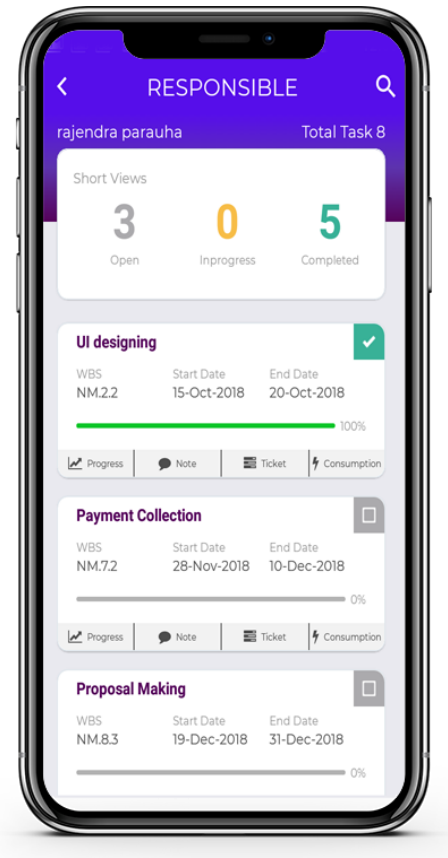 RESPONSIBLE
rajendra parauha Total Task 8
Short Views
3 0 5
Open Inprogress Completed
UI designing
WBS Start Date End Date
NM.2.2 15-Oct-2018 20-Oct-2018
100%
Progress Note Ticket Consumption
Payment Collection
WBS Start Date End Date
NM.7.2 28-Nov-2018 10-Dec-2018
0%
Progress Note Ticket Consumption
Proposal Making
WBS Start Date End Date
NM.8.3 19-Dec-2018 31-Dec-2018
0%